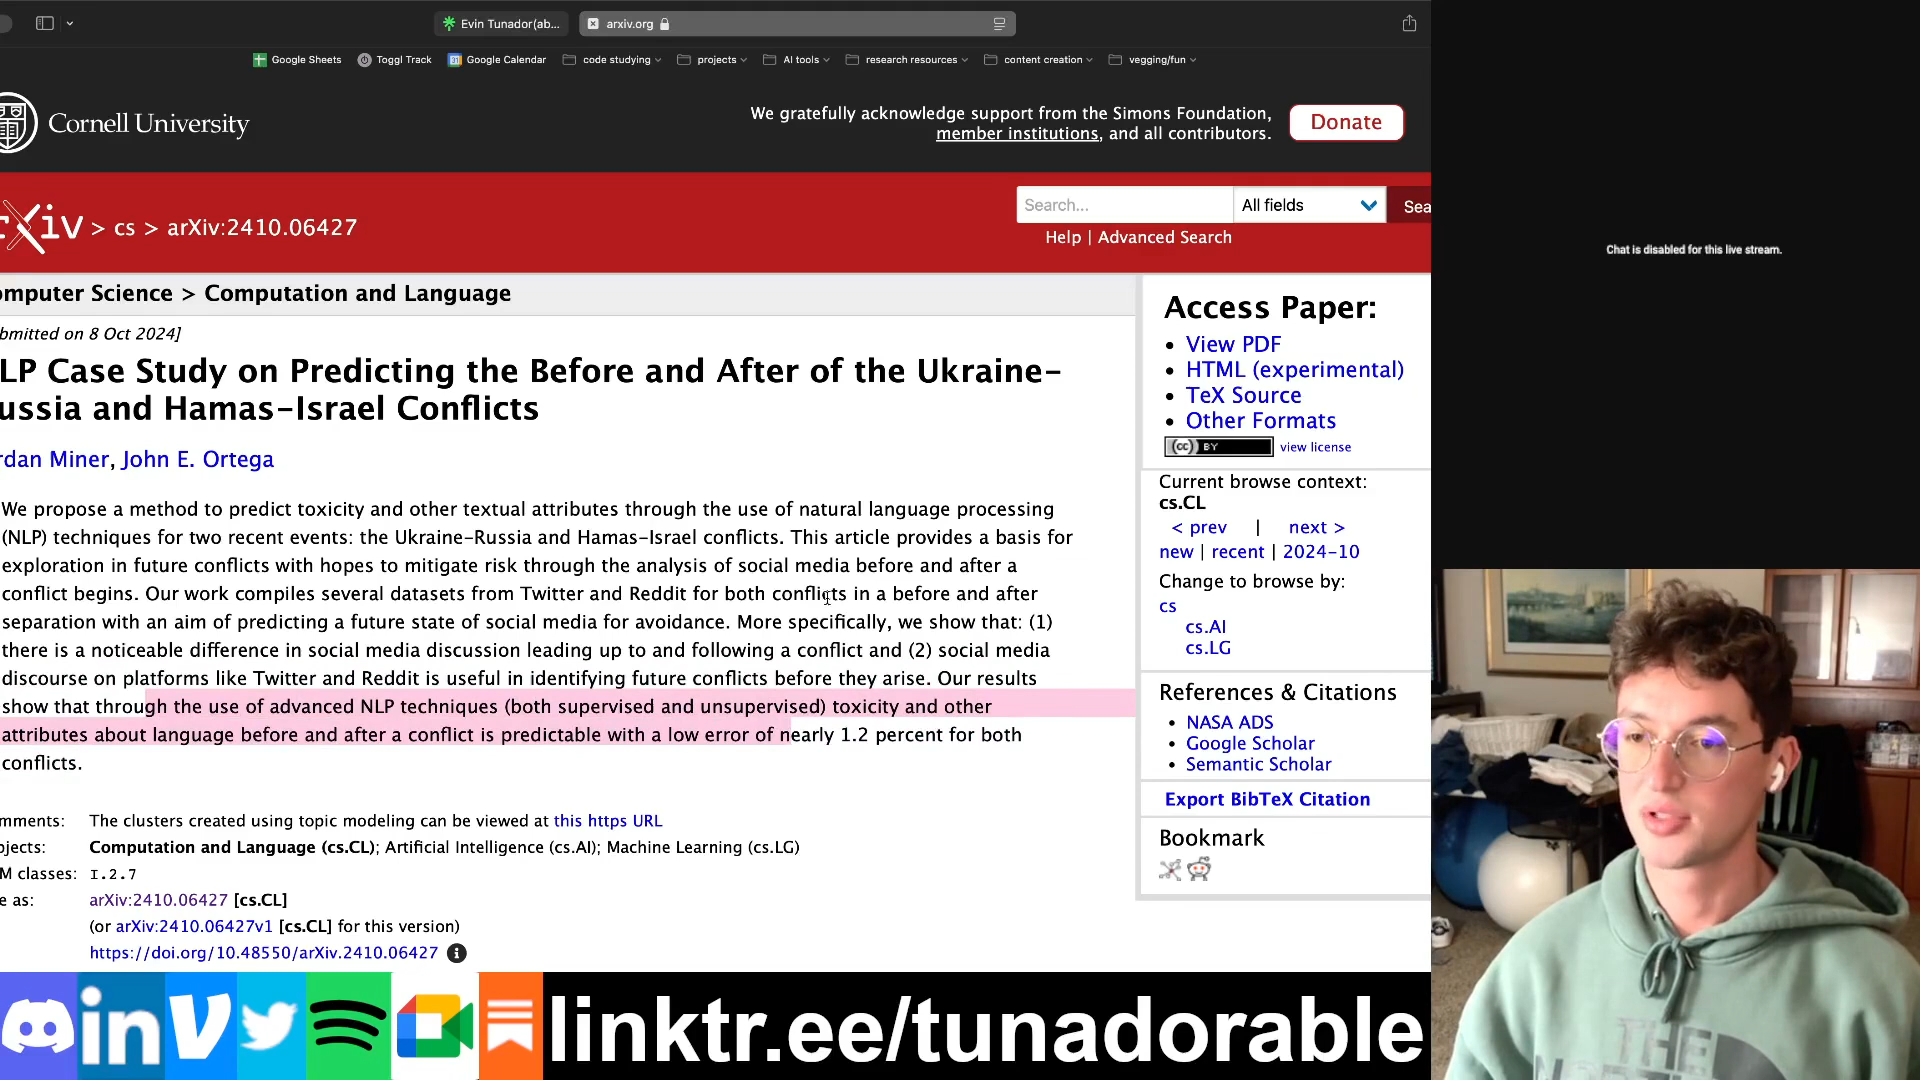 Evin Tunador(ab...
arxiv.org
Google Sheets
Toggl Track
Google Calendar
code studying
projects
AI tools
research resources
content creation
vegging/fun
Cornell University
We gratefully acknowledge support from the Simons Foundation,
member institutions, and all contributors.
Donate
rXiv > cs > arXiv:2410.06427
Search...
All fields
Sea
Help | Advanced Search
Chat is disabled for this live stream.
omputer Science > Computation and Language
bmitted on 8 Oct 2024]
LP Case Study on Predicting the Before and After of the Ukraine-
ussia and Hamas-Israel Conflicts
rdan Miner, John E. Ortega
We propose a method to predict toxicity and other textual attributes through the use of natural language processing
(NLP) techniques for two recent events: the Ukraine-Russia and Hamas-Israel conflicts. This article provides a basis for
exploration in future conflicts with hopes to mitigate risk through the analysis of social media before and after a
conflict begins. Our work compiles several datasets from Twitter and Reddit for both conflicts in a before and after
separation with an aim of predicting a future state of social media for avoidance. More specifically, we show that: (1)
there is a noticeable difference in social media discussion leading up to and following a conflict and (2) social media
discourse on platforms like Twitter and Reddit is useful in identifying future conflicts before they arise. Our results
show that through the use of advanced NLP techniques (both supervised and unsupervised) toxicity and other
attributes about language before and after a conflict is predictable with a low error of nearly 1.2 percent for both
conflicts.
mments: The clusters created using topic modeling can be viewed at this https URL
bjects: Computation and Language (cs.CL); Artificial Intelligence (cs.AI); Machine Learning (cs.LG)
M classes: I.2.7
e as: arXiv:2410.06427 [cs.CL]
(or arXiv:2410.06427v1 [cs.CL] for this version)
https://doi.org/10.48550/arXiv.2410.06427
Access Paper:
View PDF
HTML (experimental)
TeX Source
Other Formats
(cc) BY view license
Current browse context:
cs.CL
< prev | next >
new | recent | 2024-10
Change to browse by:
cs
cs.AI
cs.LG
References & Citations
NASA ADS
Google Scholar
Semantic Scholar
Export BibTeX Citation
Bookmark
in
linktr.ee/tunadorable
THE